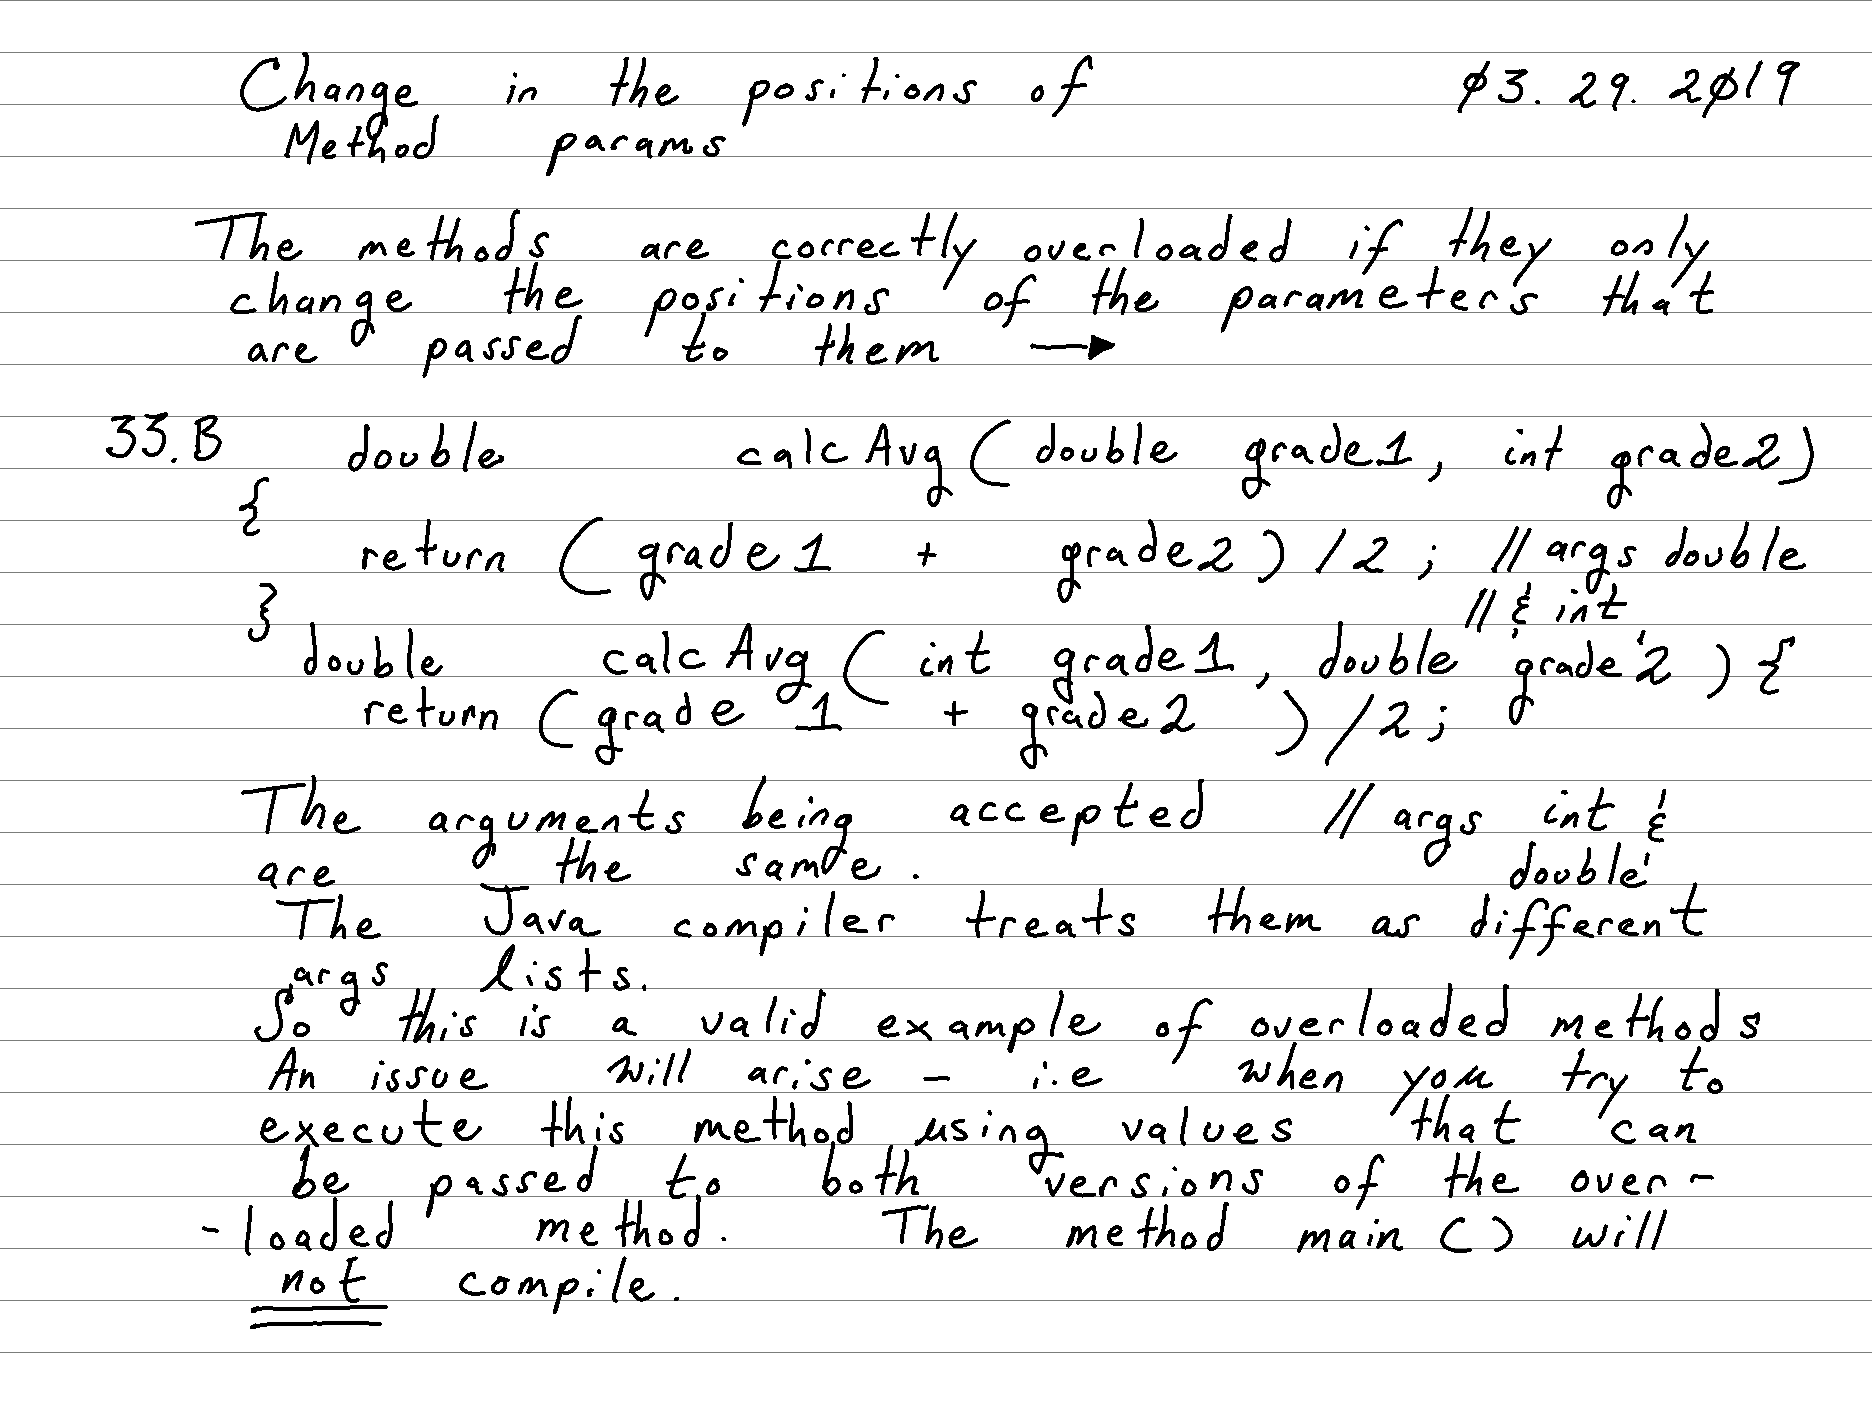 Change in the positions of ø3. 29. 2ø19
Method params
The methods are correctly overloaded if they only
change the positions of the parameters that
are passed to them →
33.B double calcAvg ( double grade1, int grade2)
{
return ( grade1 + grade2 ) / 2 ; // args double
// & int
}
double calcAvg ( int grade1, double grade2 ) {
return ( grade 1 + grade2 ) / 2 ;
The arguments being accepted // args int &
are the same. double
The Java compiler treats them as different
args lists.
So this is a valid example of overloaded methods
An issue will arise - i.e when you try to
execute this method using values that can
be passed to both versions of the over-
-loaded method. The method main () will
not compile.